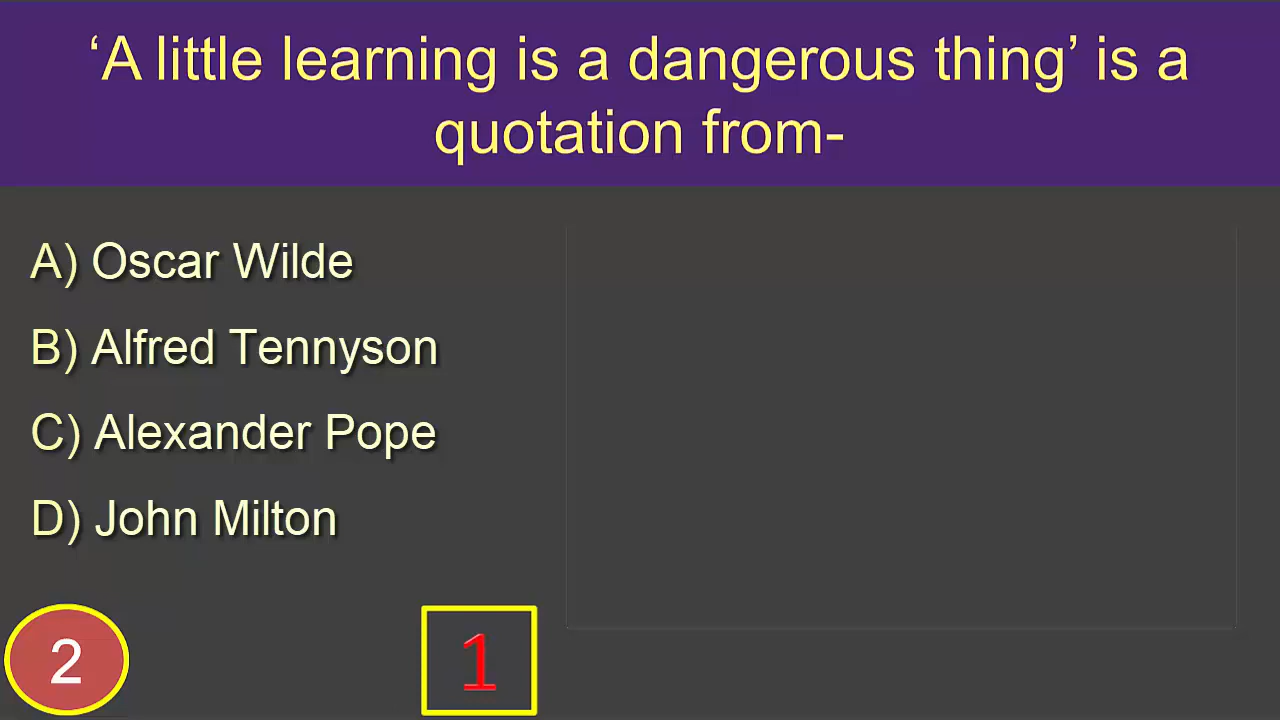 ‘A little learning is a dangerous thing’ is a
quotation from-
A) Oscar Wilde
B) Alfred Tennyson
C) Alexander Pope
D) John Milton
2
1